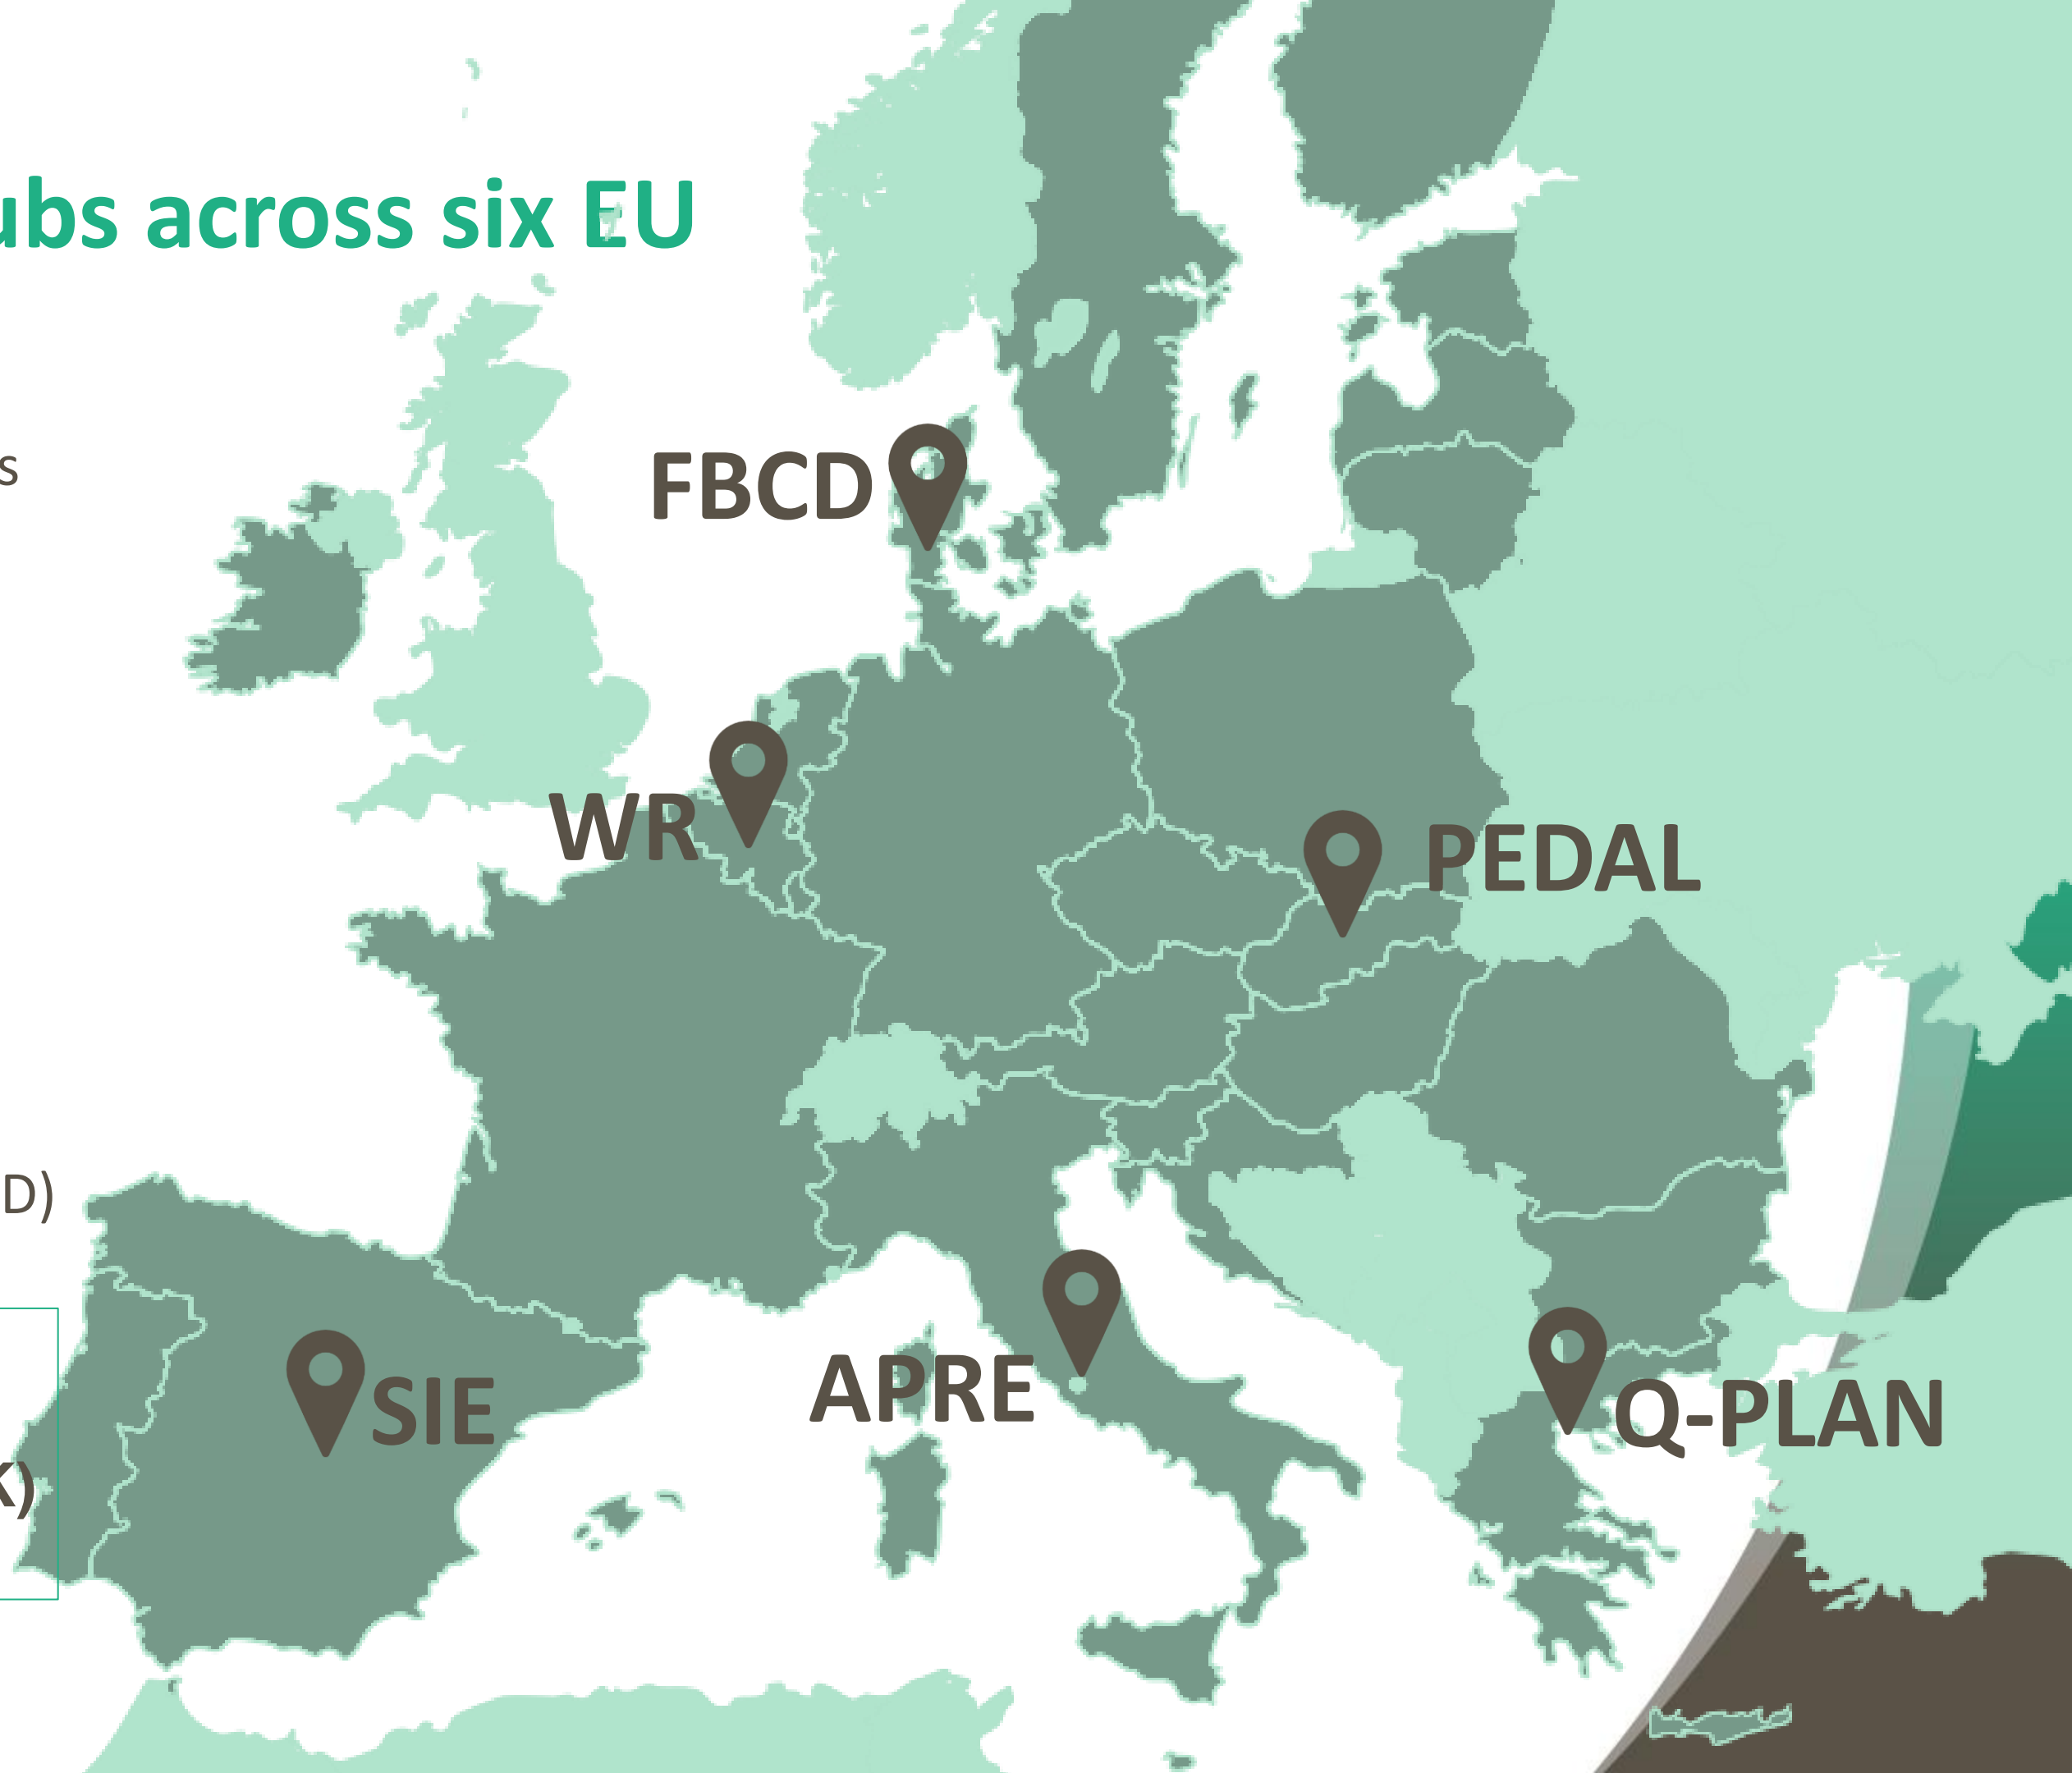 ubs across six EU
s
FBCD
WR
PEDAL
D)
APRE
SIE
Q-PLAN
K)